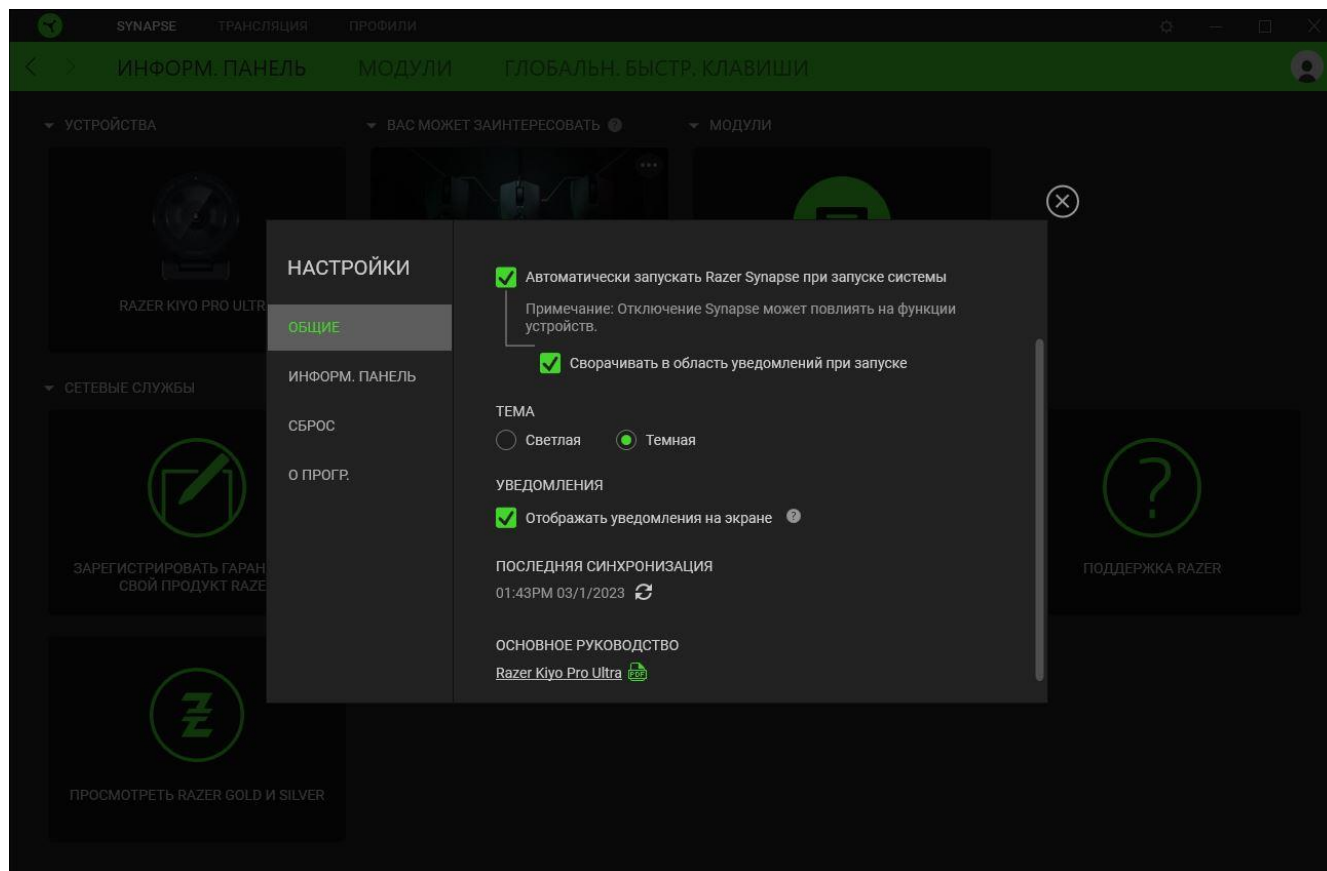 SYNAPSE ТРАНСЛЯЦИЯ ПРОФИЛИ
ИНФОРМ. ПАНЕЛЬ МОДУЛИ ГЛОБАЛЬН. БЫСТР. КЛАВИШИ
УСТРОЙСТВА
ВАС МОЖЕТ ЗАИНТЕРЕСОВАТЬ
МОДУЛИ
RAZER KIYO PRO ULTR
СЕТЕВЫЕ СЛУЖБЫ
ЗАРЕГИСТРИРОВАТЬ ГАРАН
СВОЙ ПРОДУКТ RAZE
ПОДДЕРЖКА RAZER
ПРОСМОТРЕТЬ RAZER GOLD И SILVER
НАСТРОЙКИ
ОБЩИЕ
ИНФОРМ. ПАНЕЛЬ
СБРОС
О ПРОГР.
Автоматически запускать Razer Synapse при запуске системы
Примечание: Отключение Synapse может повлиять на функции
устройств.
Сворачивать в область уведомлений при запуске
ТЕМА
Светлая Темная
УВЕДОМЛЕНИЯ
Отображать уведомления на экране
ПОСЛЕДНЯЯ СИНХРОНИЗАЦИЯ
01:43PM 03/1/2023
ОСНОВНОЕ РУКОВОДСТВО
Razer Kiyo Pro Ultra PDF